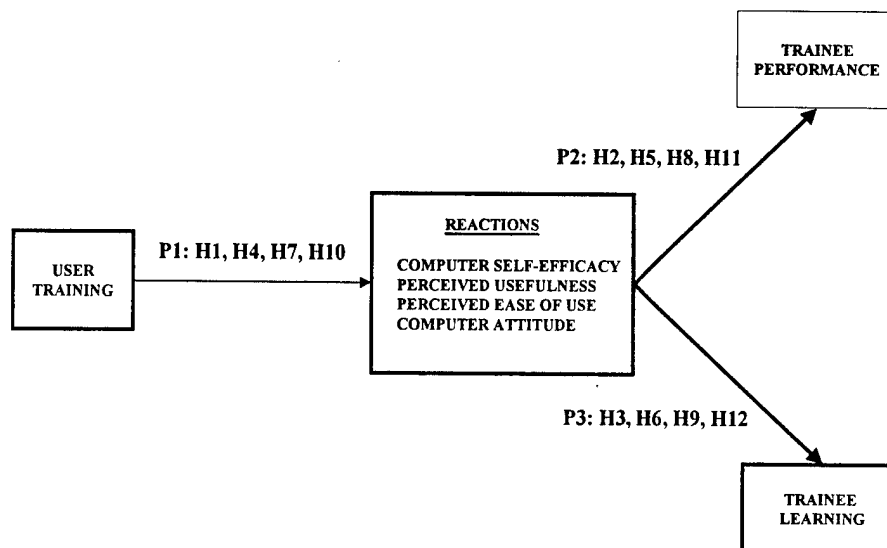 USER
TRAINING
P1: H1, H4, H7, H10
REACTIONS
COMPUTER SELF-EFFICACY
PERCEIVED USEFULNESS
PERCEIVED EASE OF USE
COMPUTER ATTITUDE
P2: H2, H5, H8, H11
TRAINEE
PERFORMANCE
P3: H3, H6, H9, H12
TRAINEE
LEARNING